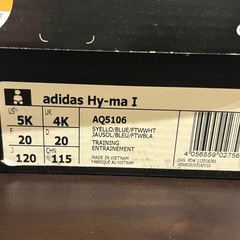 adidas Hy-ma I
US
5K
UK
4K
AQ5106
F
20
D
20
SYELLO/BLUE/FTWWHT
JAUSOL/BLEU/FTWBLA
TRAINING
ENTRAINEMENT
J
120
CHN
115
MADE IN VIETNAM
FABRIQUÉ AU VIETNAM
4 056559 02756